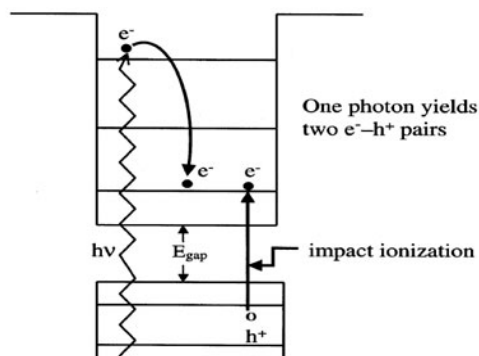 e⁻
One photon yields
two e⁻–h⁺ pairs
e⁻ e⁻
hν
E_gap
impact ionization
h⁺